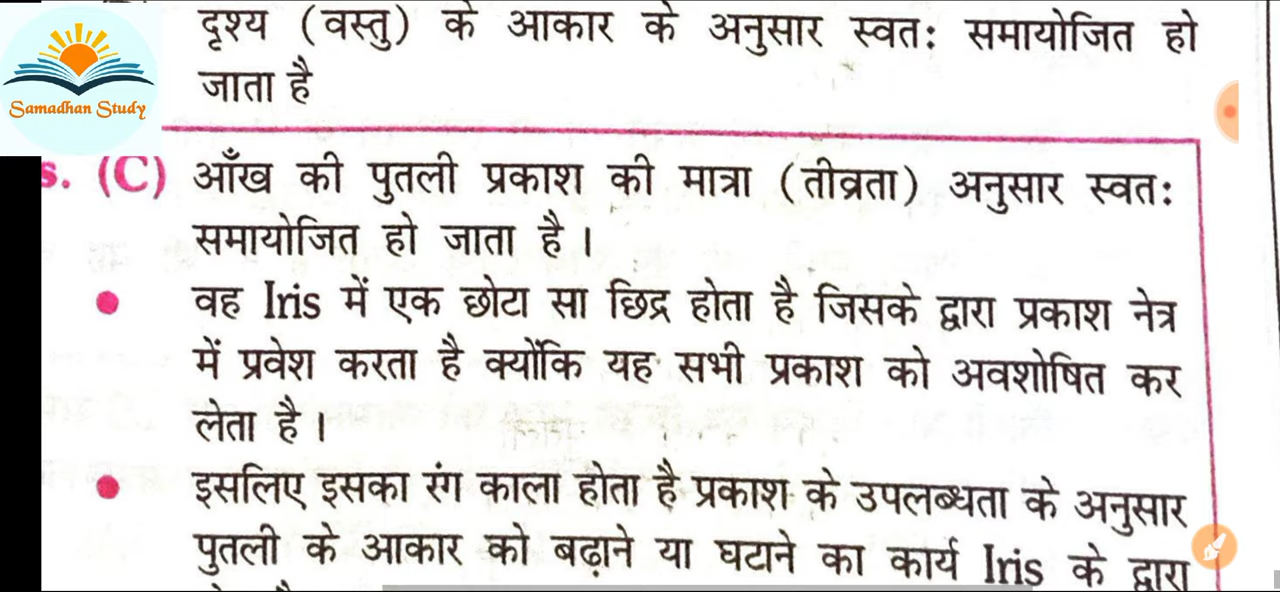 दृश्य (वस्तु) के आकार के अनुसार स्वतः समायोजित हो
जाता है
Samadhan Study
s. (C) आँख की पुतली प्रकाश की मात्रा (तीव्रता) अनुसार स्वतः
समायोजित हो जाता है।
• वह Iris में एक छोटा सा छिद्र होता है जिसके द्वारा प्रकाश नेत्र
में प्रवेश करता है क्योंकि यह सभी प्रकाश को अवशोषित कर
लेता है।
• इसलिए इसका रंग काला होता है प्रकाश के उपलब्धता के अनुसार
पुतली के आकार को बढ़ाने या घटाने का कार्य Iris के द्वारा